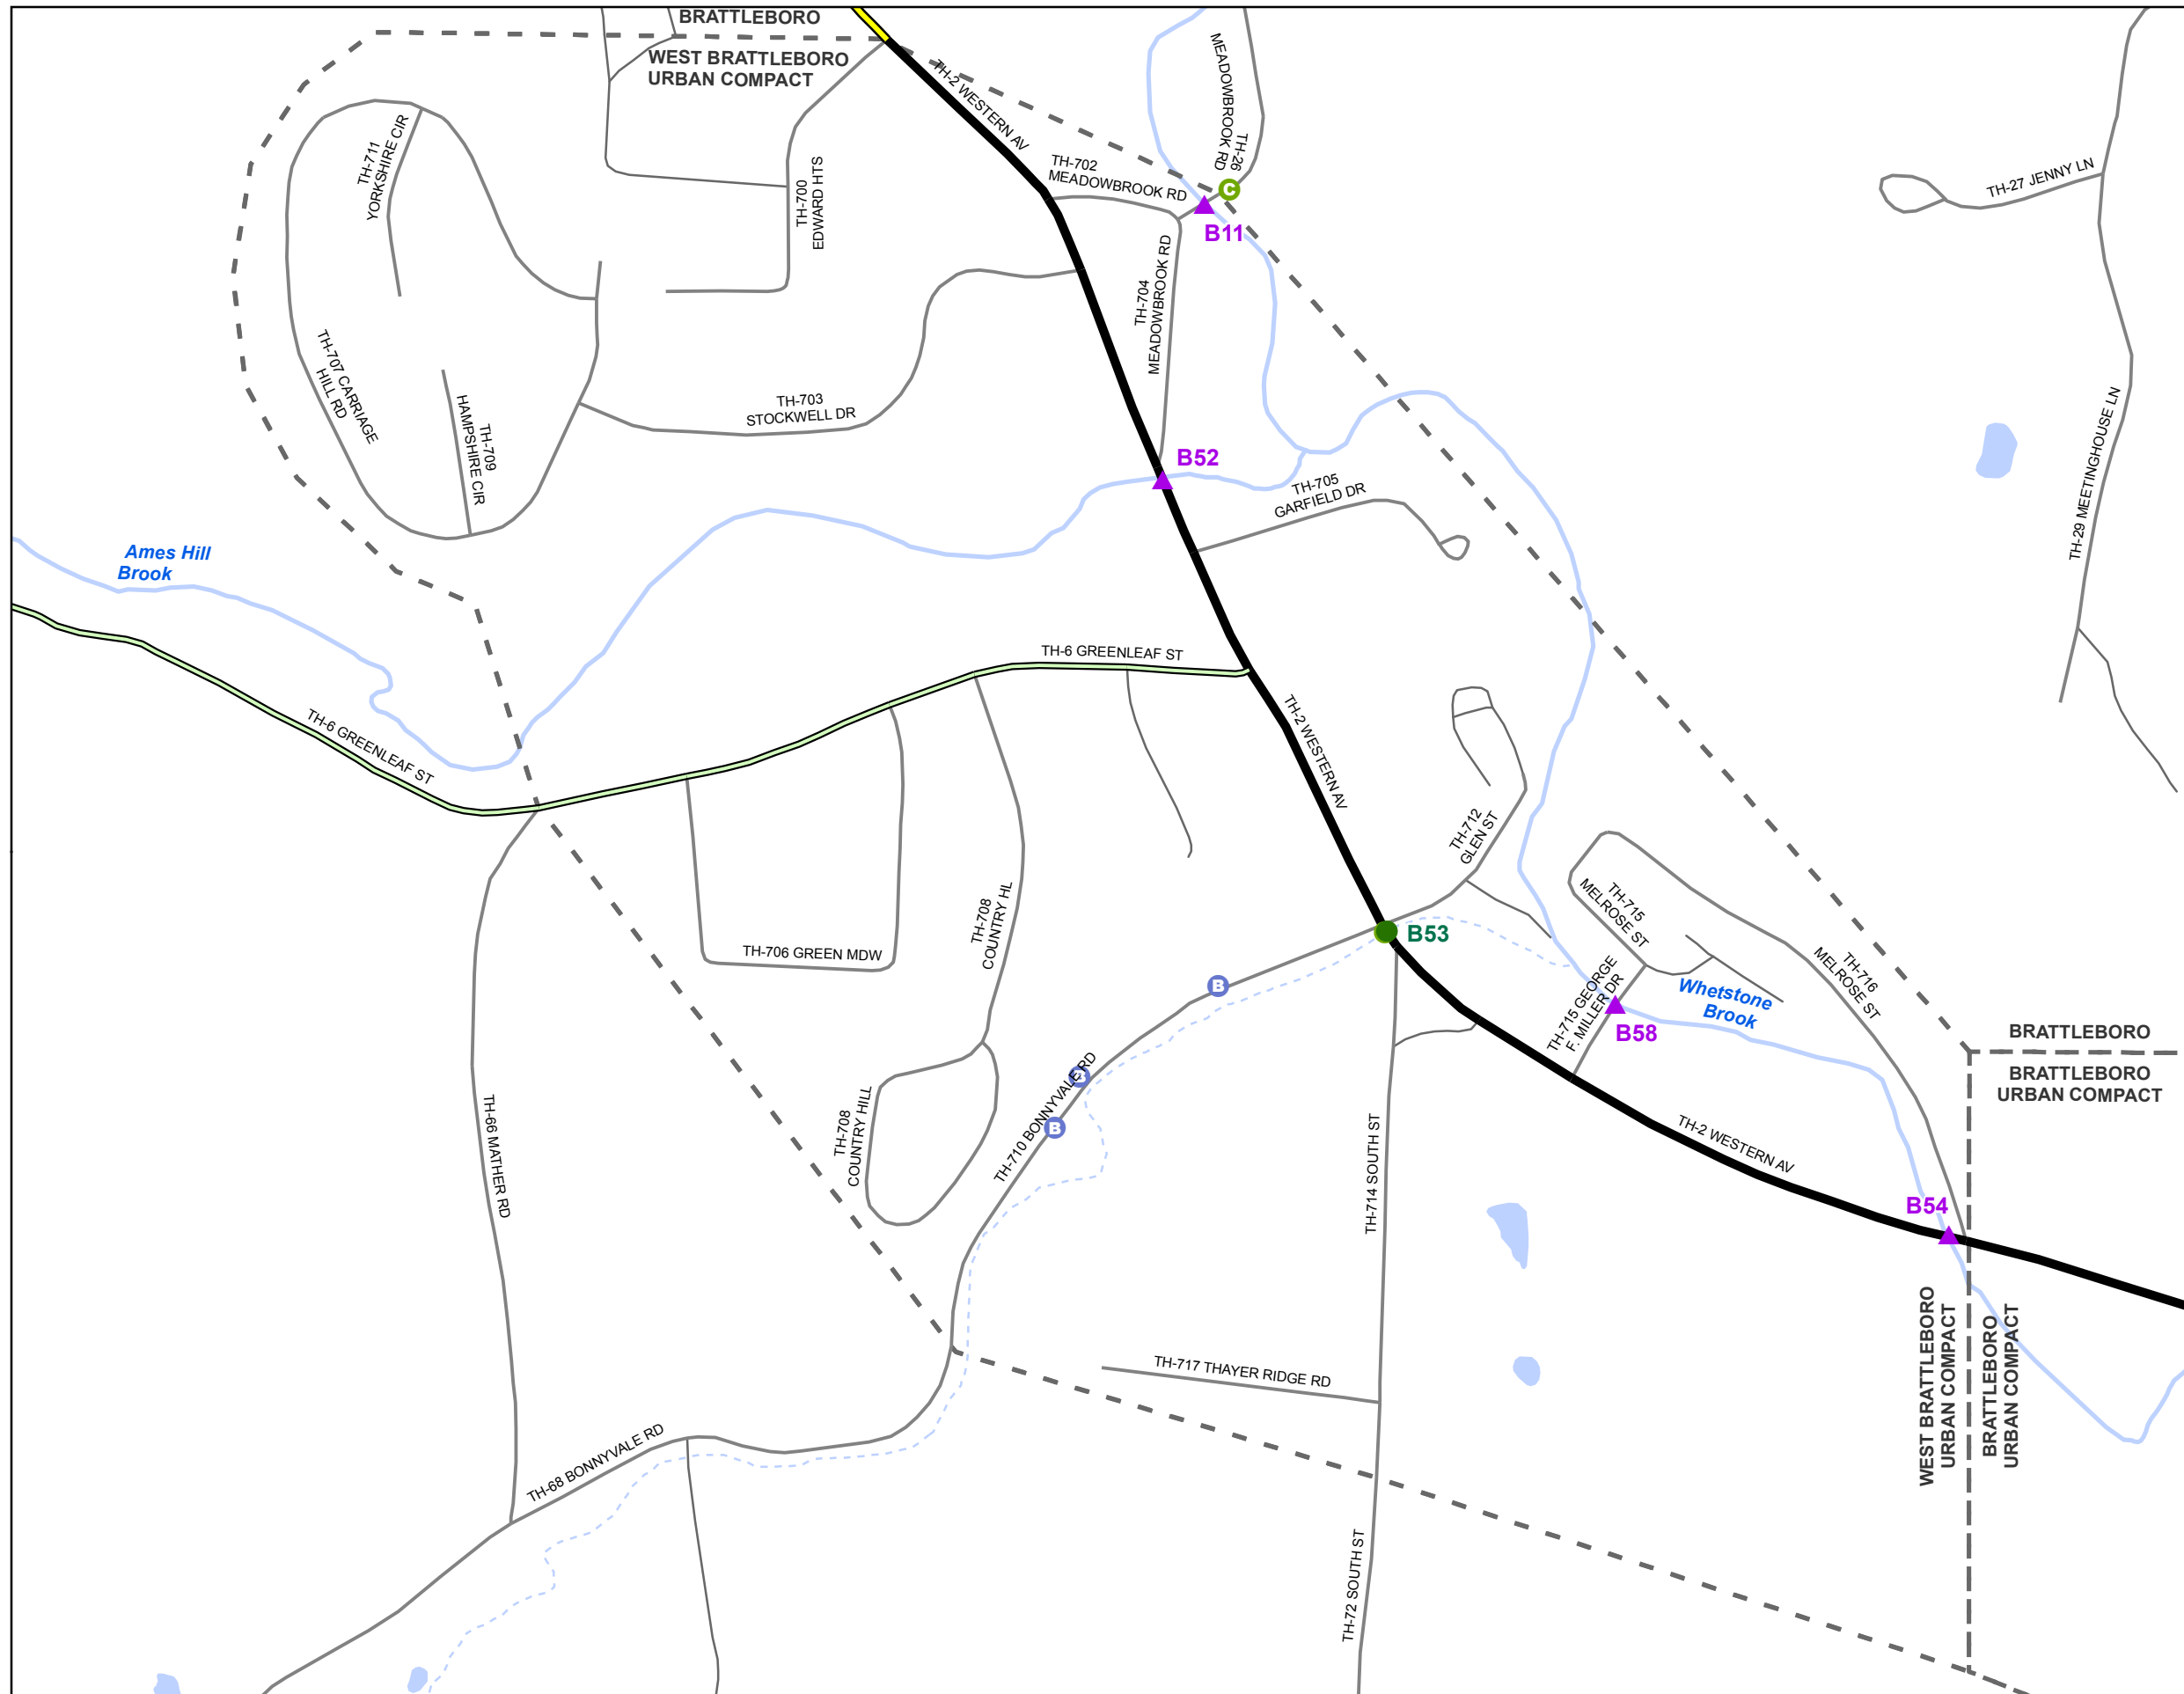 BRATTLEBORO
WEST BRATTLEBORO
URBAN COMPACT
TH-2 WESTERN AV
MEADOWBROOK RD
TH-26
C
TH-702
MEADOWBROOK RD
B11
TH-27 JENNY LN
TH-711
YORKSHIRE CIR
TH-700
EDWARD HTS
TH-704
MEADOWBROOK RD
TH-707 CARRIAGE
HILL RD
TH-703
STOCKWELL DR
TH-709
HAMPSHIRE CIR
B52
TH-705
GARFIELD DR
TH-29 MEETINGHOUSE LN
Ames Hill
Brook
TH-6 GREENLEAF ST
TH-6 GREENLEAF ST
TH-2 WESTERN AV
TH-712
GLEN ST
TH-715
MELROSE ST
B53
TH-708
COUNTRY HL
TH-706 GREEN MDW
TH-716
MELROSE ST
B
TH-715 GEORGE
F. MILLER DR
Whetstone
Brook
B58
BRATTLEBORO
BRATTLEBORO
URBAN COMPACT
B
B
TH-710 BONNYVALE RD
TH-708
COUNTRY HILL
TH-66 MATHER RD
TH-714 SOUTH ST
TH-2 WESTERN AV
B54
WEST BRATTLEBORO
URBAN COMPACT
BRATTLEBORO
URBAN COMPACT
TH-717 THAYER RIDGE RD
TH-68 BONNYVALE RD
TH-72 SOUTH ST